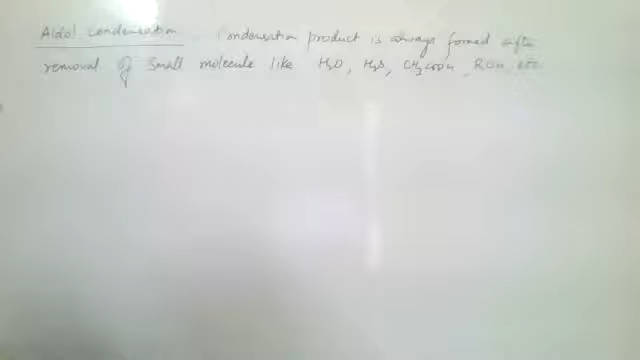 Aldol condensation. Condensation product is always formed after
removal of small molecule like H₂O, H₂S, CH₃COOH, ROH etc